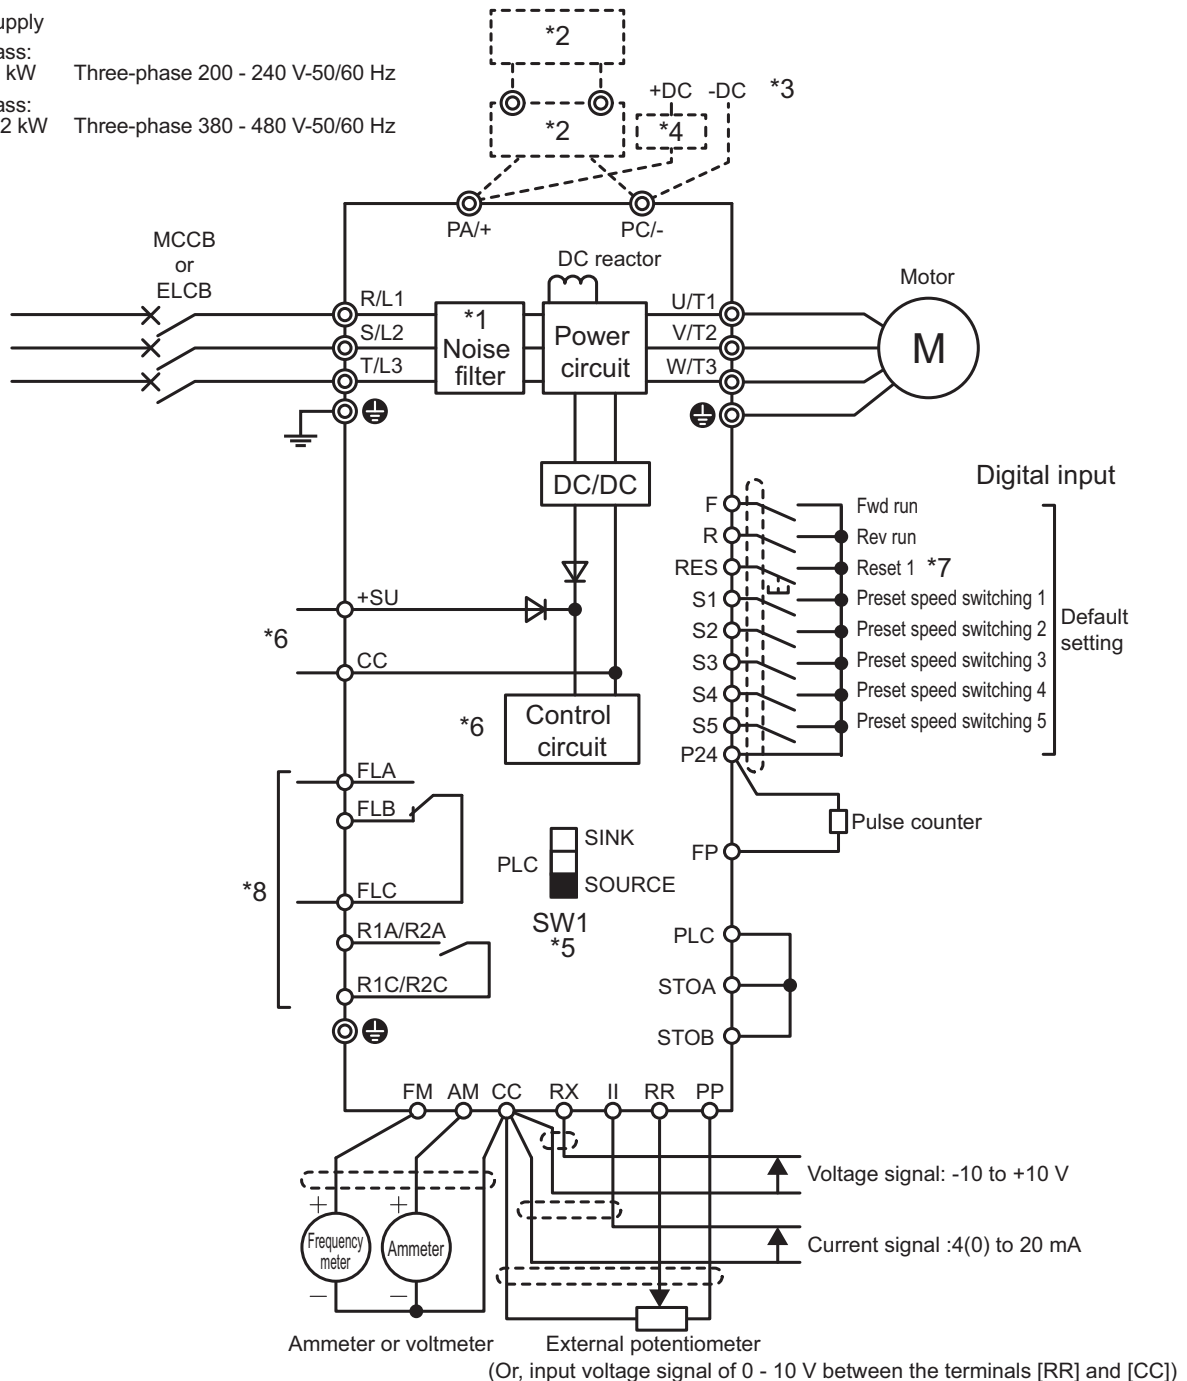 upply
ass:
kW Three-phase 200 - 240 V-50/60 Hz
ass:
2 kW Three-phase 380 - 480 V-50/60 Hz
*2
*2
+DC -DC *3
*4
PA/+ PC/-
DC reactor
MCCB
or
ELCB
R/L1
S/L2
T/L3
*1
Noise
filter
Power
circuit
U/T1
V/T2
W/T3
Motor
M
DC/DC
Digital input
F Fwd run
R Rev run
RES Reset 1 *7
S1 Preset speed switching 1
S2 Preset speed switching 2
S3 Preset speed switching 3
S4 Preset speed switching 4
S5 Preset speed switching 5
P24
Default
setting
+SU
*6
CC
*6
Control
circuit
FLA
FLB
FLC
*8
R1A/R2A
R1C/R2C
PLC
SINK
SOURCE
SW1
*5
Pulse counter
FP
PLC
STOA
STOB
FM AM CC RX II RR PP
Voltage signal: -10 to +10 V
Current signal :4(0) to 20 mA
+ +
Frequency
meter
Ammeter
− −
Ammeter or voltmeter External potentiometer
(Or, input voltage signal of 0 - 10 V between the terminals [RR] and [CC])